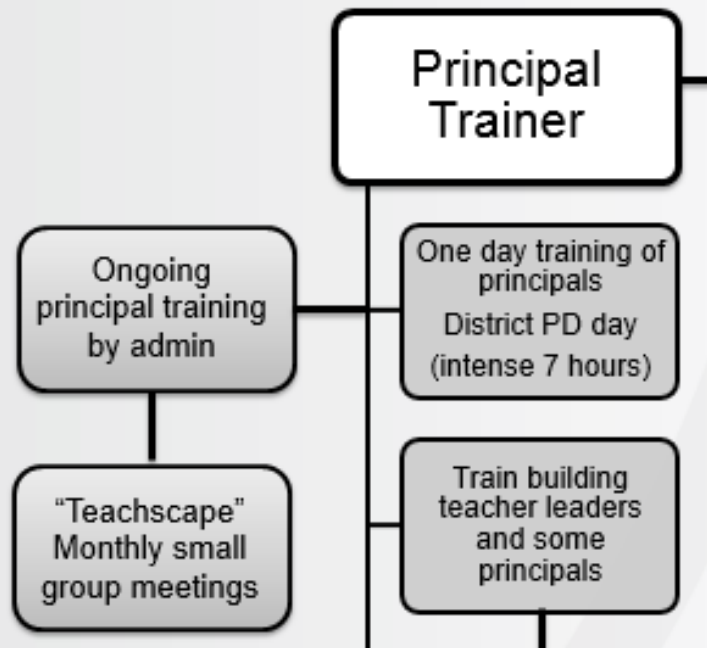 Principal
Trainer
Ongoing
principal training
by admin
One day training of
principals
District PD day
(intense 7 hours)
“Teachscape”
Monthly small
group meetings
Train building
teacher leaders
and some
principals